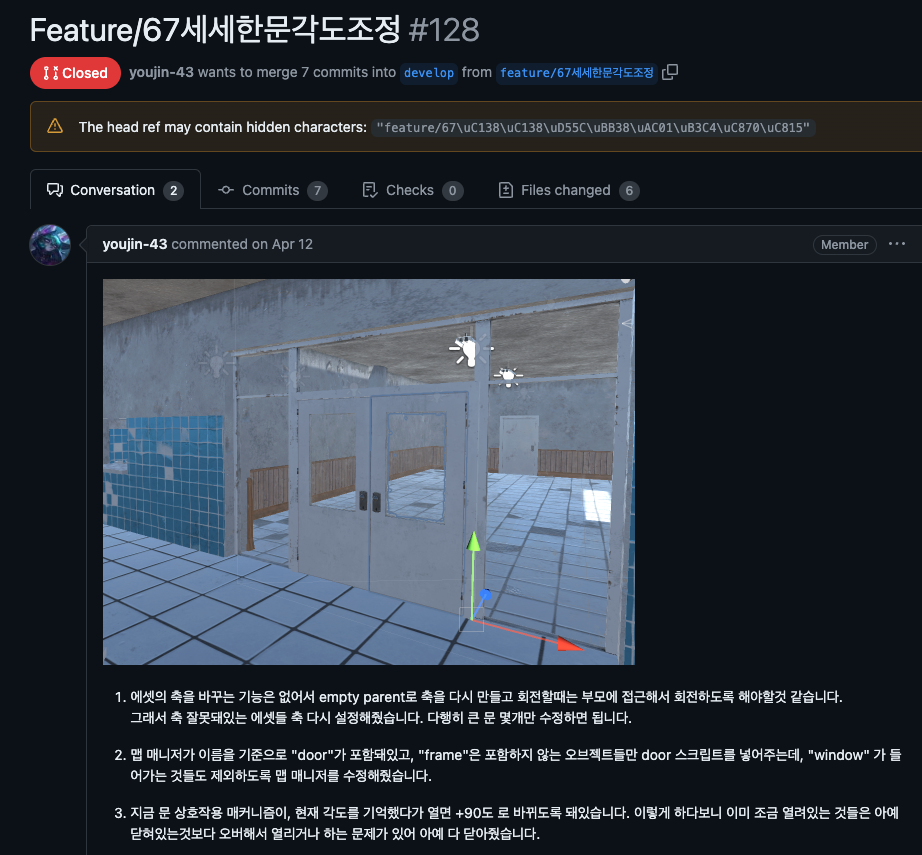 Feature/67세세한문각도조정 #128
Closed youjin-43 wants to merge 7 commits into develop from feature/67세세한문각도조정
The head ref may contain hidden characters: "feature/67\uC138\uC138\uD55C\uBB38\uAC01\uB3C4\uC870\uC815"
Conversation 2 Commits 7 Checks 0 Files changed 6
youjin-43 commented on Apr 12 Member
1. 에셋의 축을 바꾸는 기능은 없어서 empty parent로 축을 다시 만들고 회전할때는 부모에 접근해서 회전하도록 해야할것 같습니다.
그래서 축 잘못돼있는 에셋들 축 다시 설정해줬습니다. 다행히 큰 문 몇개만 수정하면 됩니다.
2. 맵 매니저가 이름을 기준으로 "door"가 포함돼있고, "frame"은 포함하지 않는 오브젝트들만 door 스크립트를 넣어주는데, "window" 가 들
어가는 것들도 제외하도록 맵 매니저를 수정해줬습니다.
3. 지금 문 상호작용 매커니즘이, 현재 각도를 기억했다가 열면 +90도 로 바뀌도록 돼있습니다. 이렇게 하다보니 이미 조금 열려있는 것들은 아예
닫혀있는것보다 오버해서 열리거나 하는 문제가 있어 아예 다 닫아줬습니다.